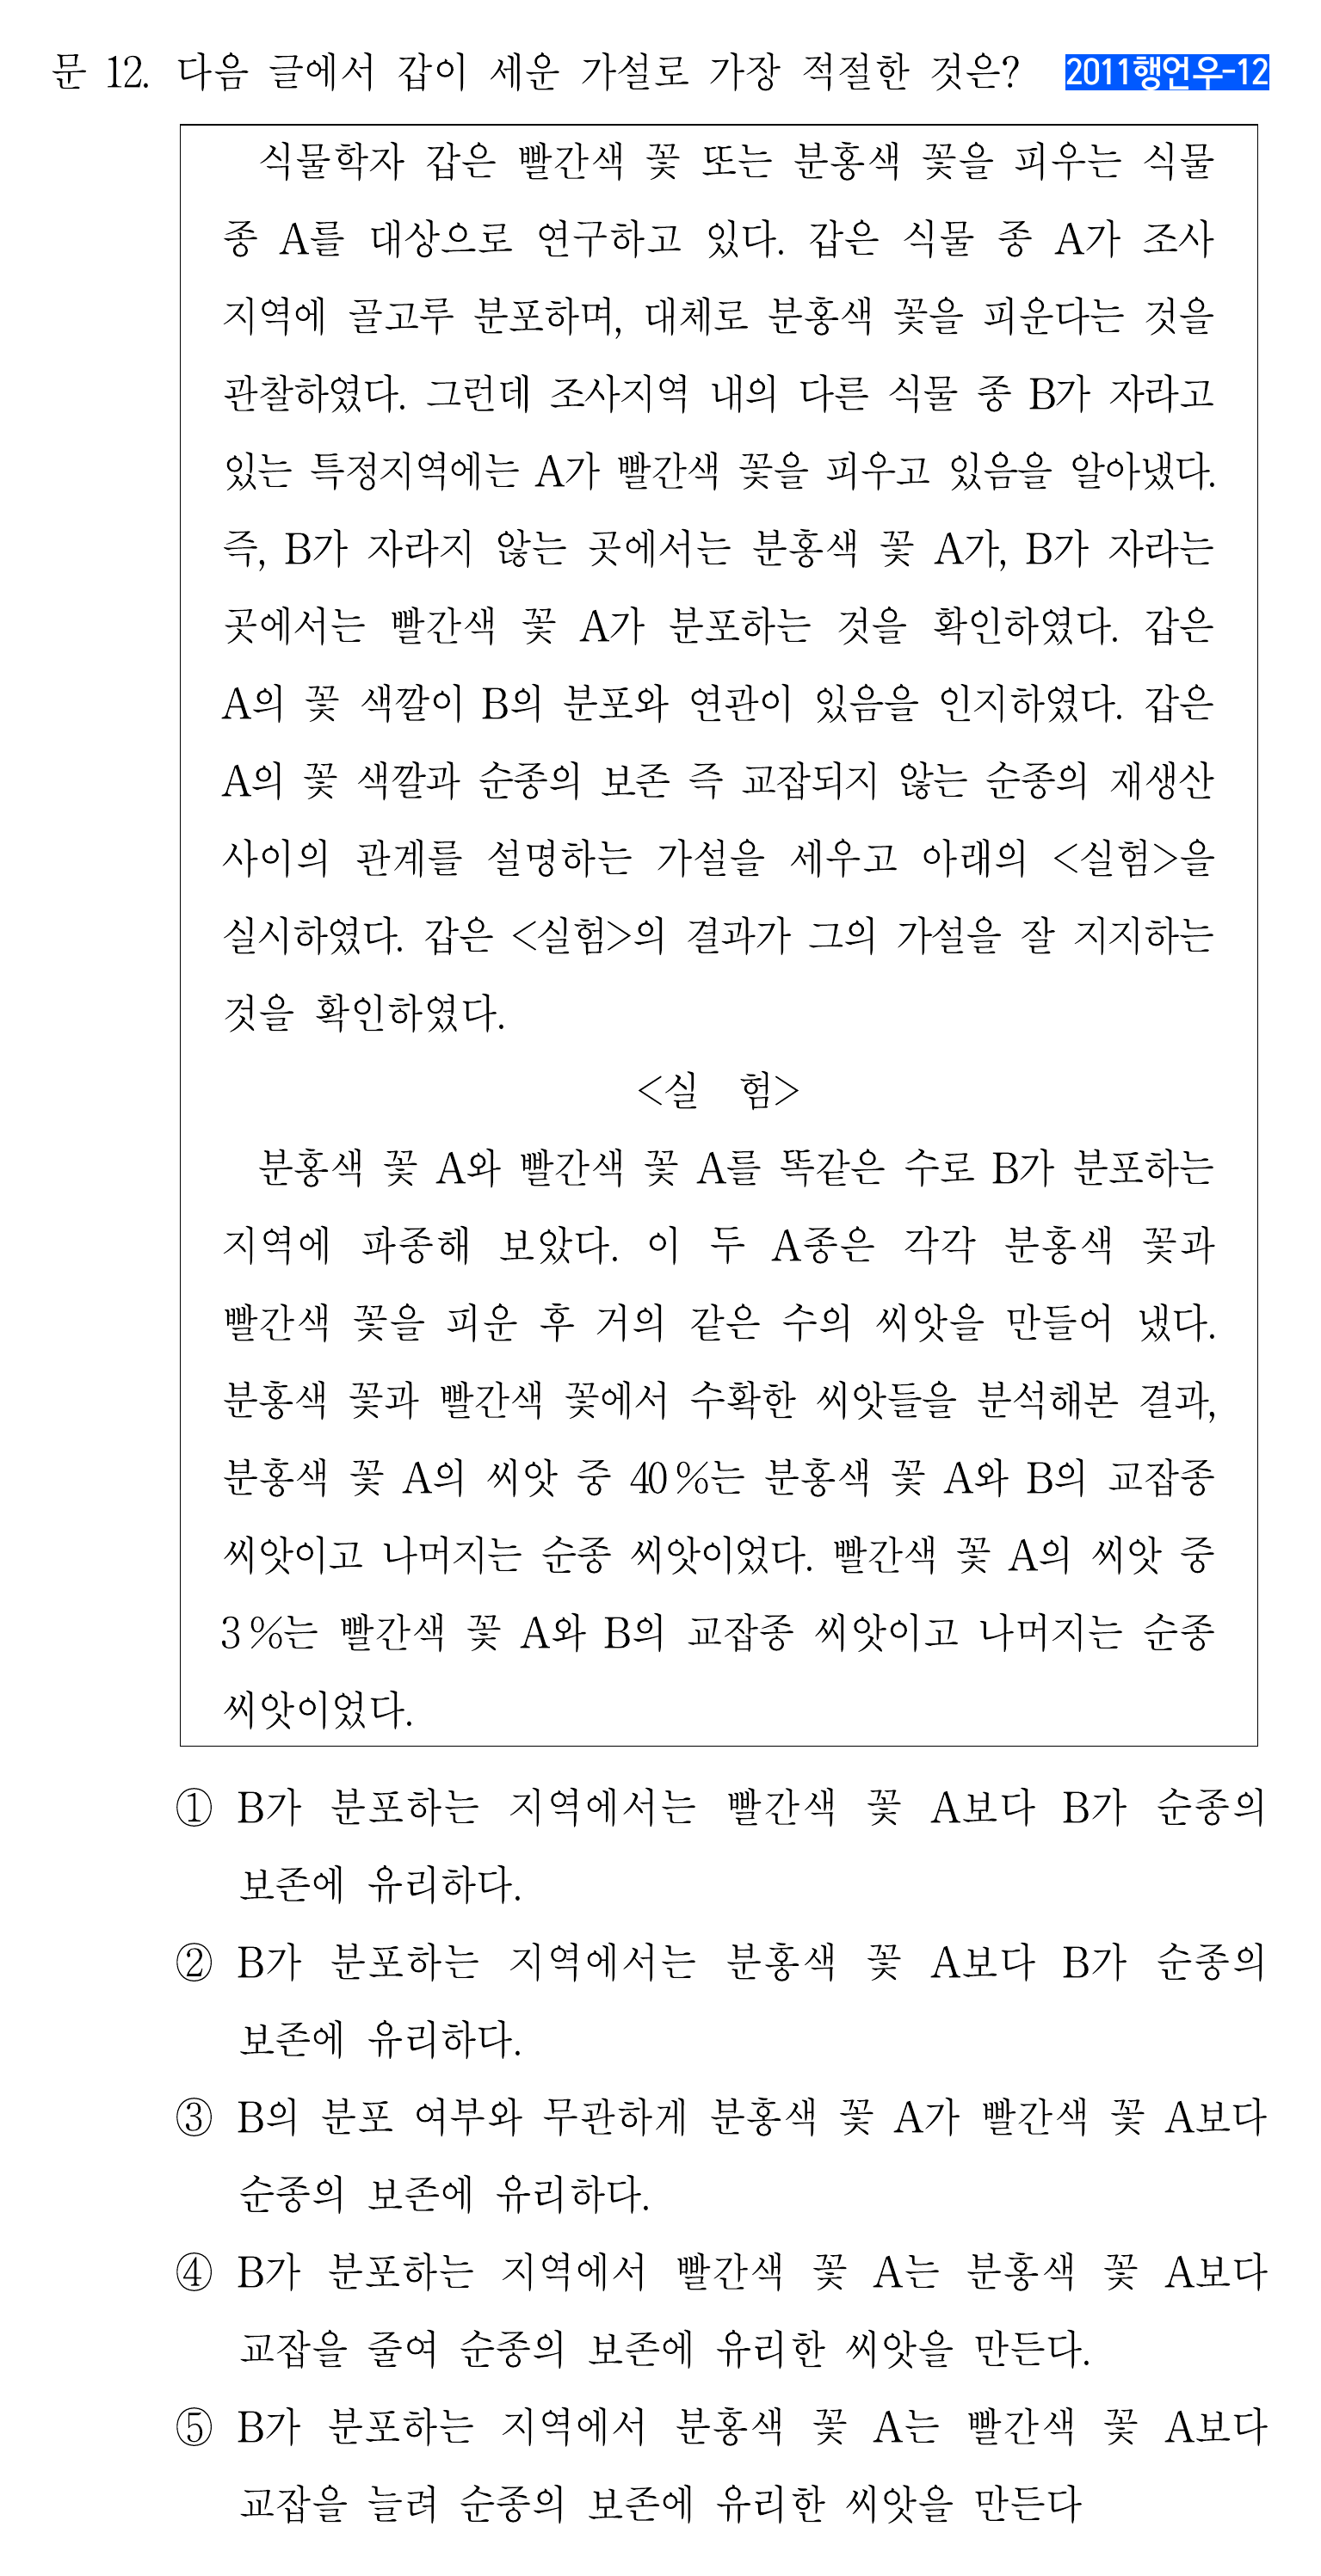 문 12. 다음 글에서 갑이 세운 가설로 가장 적절한 것은? 2011행언우-12
식물학자 갑은 빨간색 꽃 또는 분홍색 꽃을 피우는 식물
종 A를 대상으로 연구하고 있다. 갑은 식물 종 A가 조사
지역에 골고루 분포하며, 대체로 분홍색 꽃을 피운다는 것을
관찰하였다. 그런데 조사지역 내의 다른 식물 종 B가 자라고
있는 특정지역에는 A가 빨간색 꽃을 피우고 있음을 알아냈다.
즉, B가 자라지 않는 곳에서는 분홍색 꽃 A가, B가 자라는
곳에서는 빨간색 꽃 A가 분포하는 것을 확인하였다. 갑은
A의 꽃 색깔이 B의 분포와 연관이 있음을 인지하였다. 갑은
A의 꽃 색깔과 순종의 보존 즉 교잡되지 않는 순종의 재생산
사이의 관계를 설명하는 가설을 세우고 아래의 <실험>을
실시하였다. 갑은 <실험>의 결과가 그의 가설을 잘 지지하는
것을 확인하였다.
<실 험>
분홍색 꽃 A와 빨간색 꽃 A를 똑같은 수로 B가 분포하는
지역에 파종해 보았다. 이 두 A종은 각각 분홍색 꽃과
빨간색 꽃을 피운 후 거의 같은 수의 씨앗을 만들어 냈다.
분홍색 꽃과 빨간색 꽃에서 수확한 씨앗들을 분석해본 결과,
분홍색 꽃 A의 씨앗 중 40%는 분홍색 꽃 A와 B의 교잡종
씨앗이고 나머지는 순종 씨앗이었다. 빨간색 꽃 A의 씨앗 중
3%는 빨간색 꽃 A와 B의 교잡종 씨앗이고 나머지는 순종
씨앗이었다.
① B가 분포하는 지역에서는 빨간색 꽃 A보다 B가 순종의
보존에 유리하다.
② B가 분포하는 지역에서는 분홍색 꽃 A보다 B가 순종의
보존에 유리하다.
③ B의 분포 여부와 무관하게 분홍색 꽃 A가 빨간색 꽃 A보다
순종의 보존에 유리하다.
④ B가 분포하는 지역에서 빨간색 꽃 A는 분홍색 꽃 A보다
교잡을 줄여 순종의 보존에 유리한 씨앗을 만든다.
⑤ B가 분포하는 지역에서 분홍색 꽃 A는 빨간색 꽃 A보다
교잡을 늘려 순종의 보존에 유리한 씨앗을 만든다